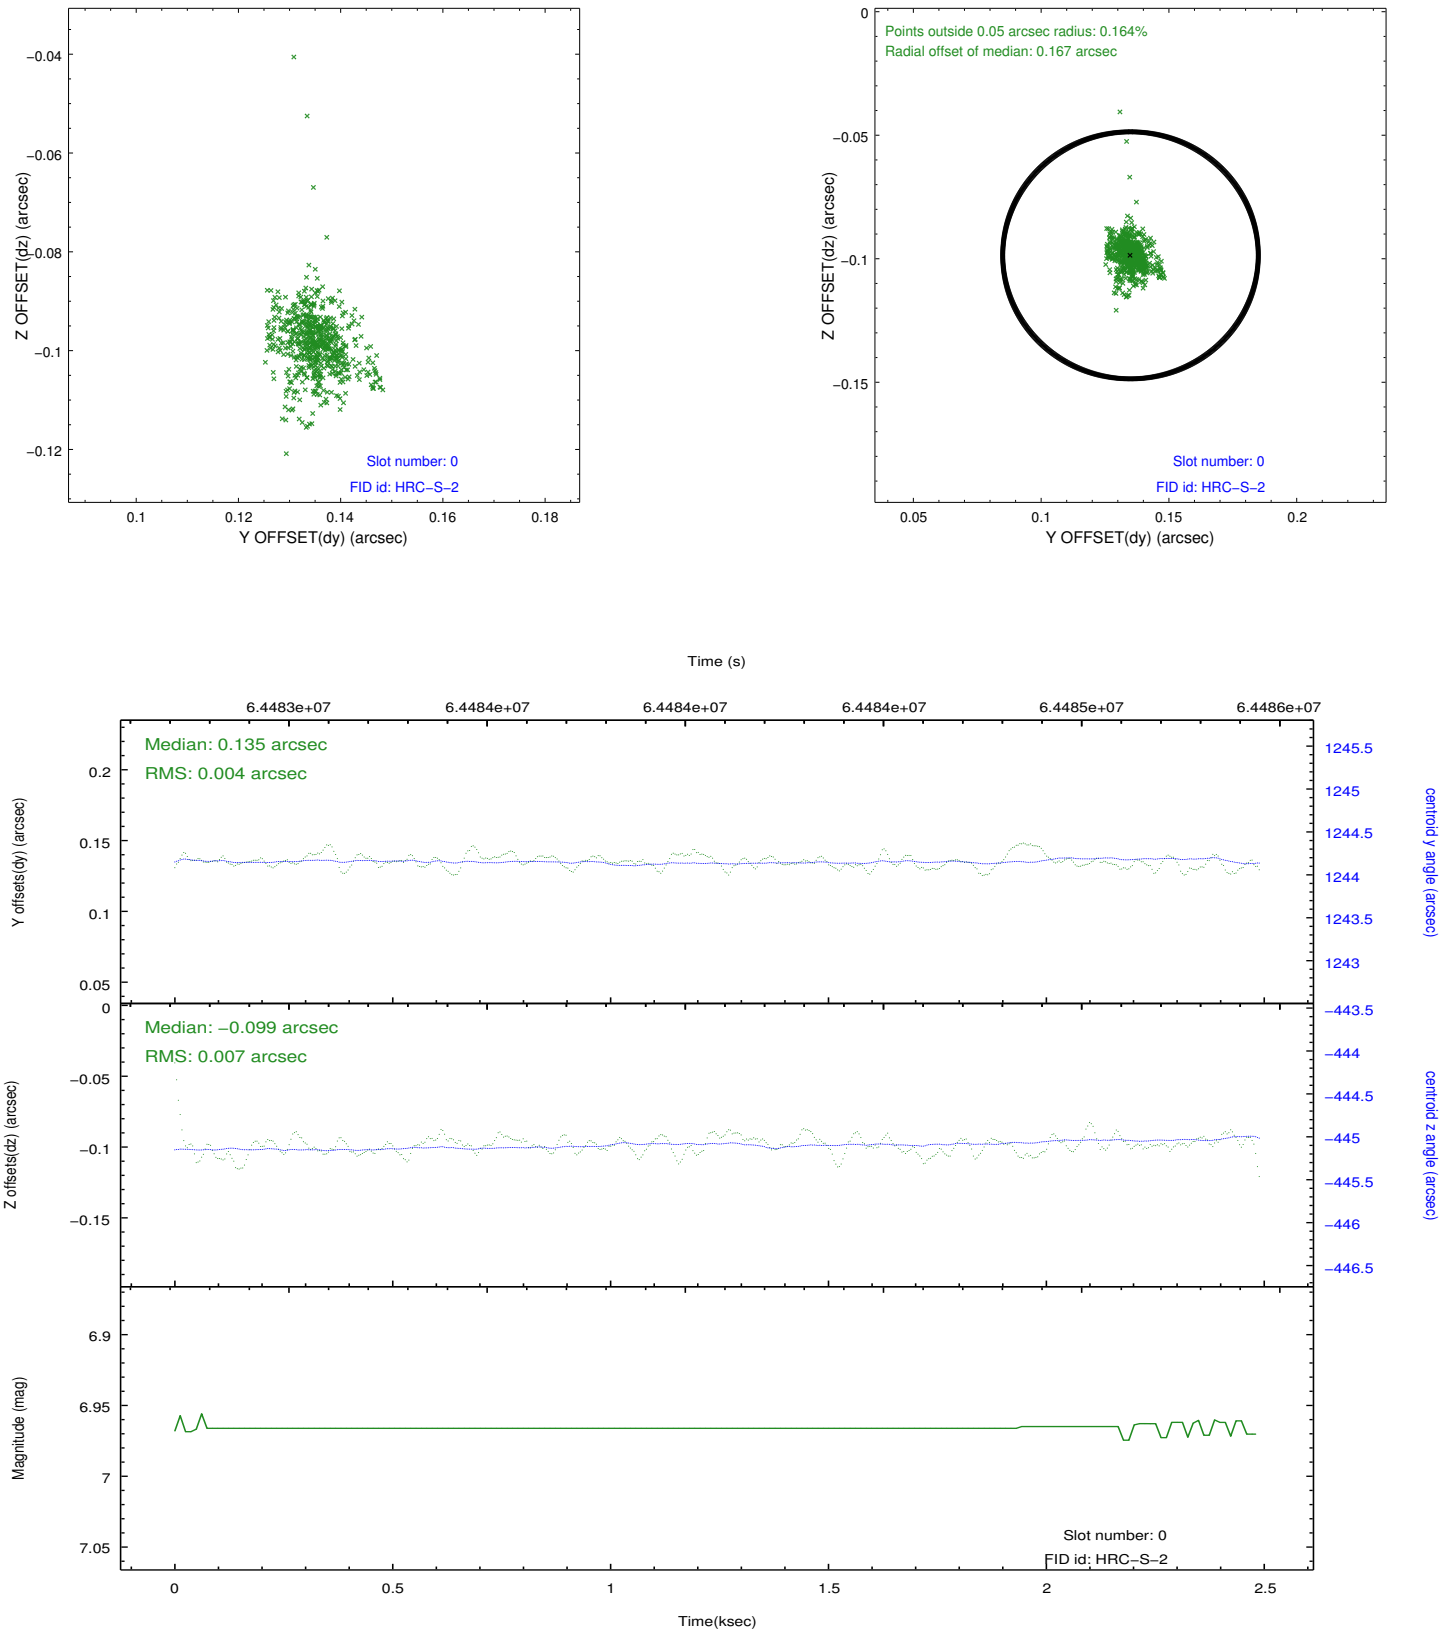 −0.04
−0.06
−0.08
−0.1
−0.12
Z OFFSET(dz) (arcsec)
Slot number: 0
FID id: HRC−S−2
0.1
0.12
0.14
0.16
0.18
Y OFFSET(dy) (arcsec)
Points outside 0.05 arcsec radius: 0.164%
Radial offset of median: 0.167 arcsec
0
−0.05
−0.1
−0.15
Z OFFSET(dz) (arcsec)
Slot number: 0
FID id: HRC−S−2
0.05
0.1
0.15
0.2
Y OFFSET(dy) (arcsec)
Time (s)
6.4483e+07
6.4484e+07
6.4484e+07
6.4484e+07
6.4485e+07
6.4486e+07
Median: 0.135 arcsec
RMS: 0.004 arcsec
0.2
0.15
0.1
0.05
Y offsets(dy) (arcsec)
1245.5
1245
1244.5
1244
1243.5
1243
centroid y angle (arcsec)
Median: −0.099 arcsec
RMS: 0.007 arcsec
0
−0.05
−0.1
−0.15
Z offsets(dz) (arcsec)
−443.5
−444
−444.5
−445
−445.5
−446
−446.5
centroid z angle (arcsec)
6.9
6.95
7
7.05
Magnitude (mag)
Slot number: 0
FID id: HRC−S−2
0
0.5
1
1.5
2
2.5
Time(ksec)